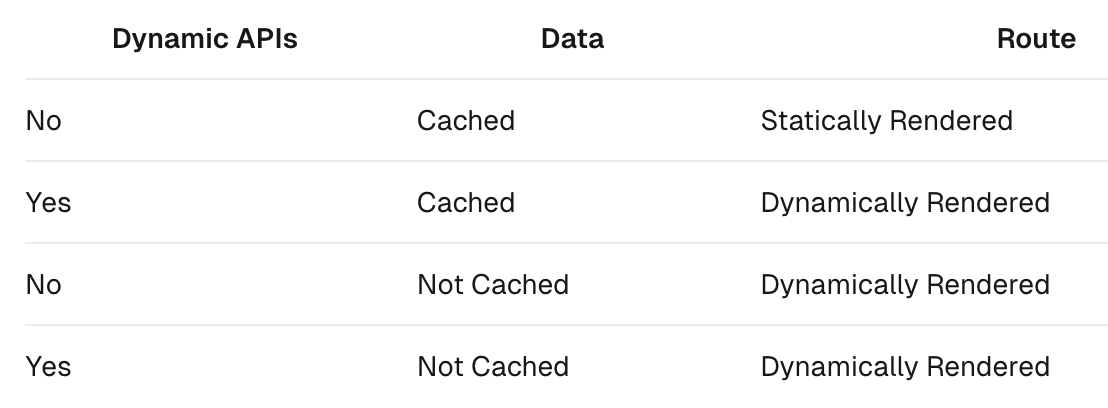 Dynamic APIs Data Route
No Cached Statically Rendered
Yes Cached Dynamically Rendered
No Not Cached Dynamically Rendered
Yes Not Cached Dynamically Rendered